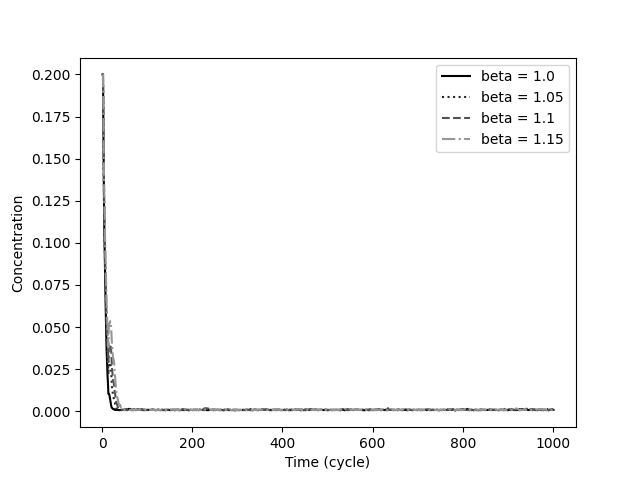 beta = 1.0
beta = 1.05
beta = 1.1
beta = 1.15
Concentration
0.200
0.175
0.150
0.125
0.100
0.075
0.050
0.025
0.000
0 200 400 600 800 1000
Time (cycle)